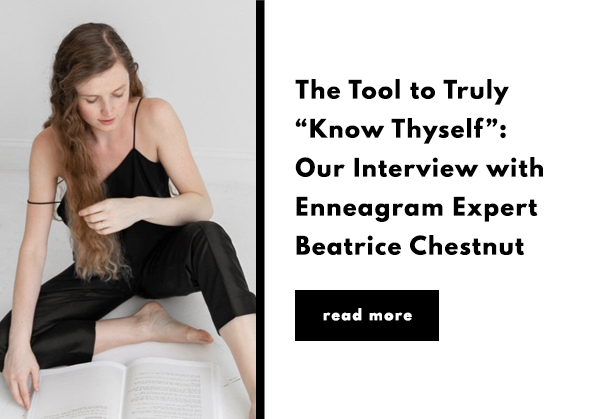 The Tool to Truly
“Know Thyself”:
Our Interview with
Enneagram Expert
Beatrice Chestnut
read more